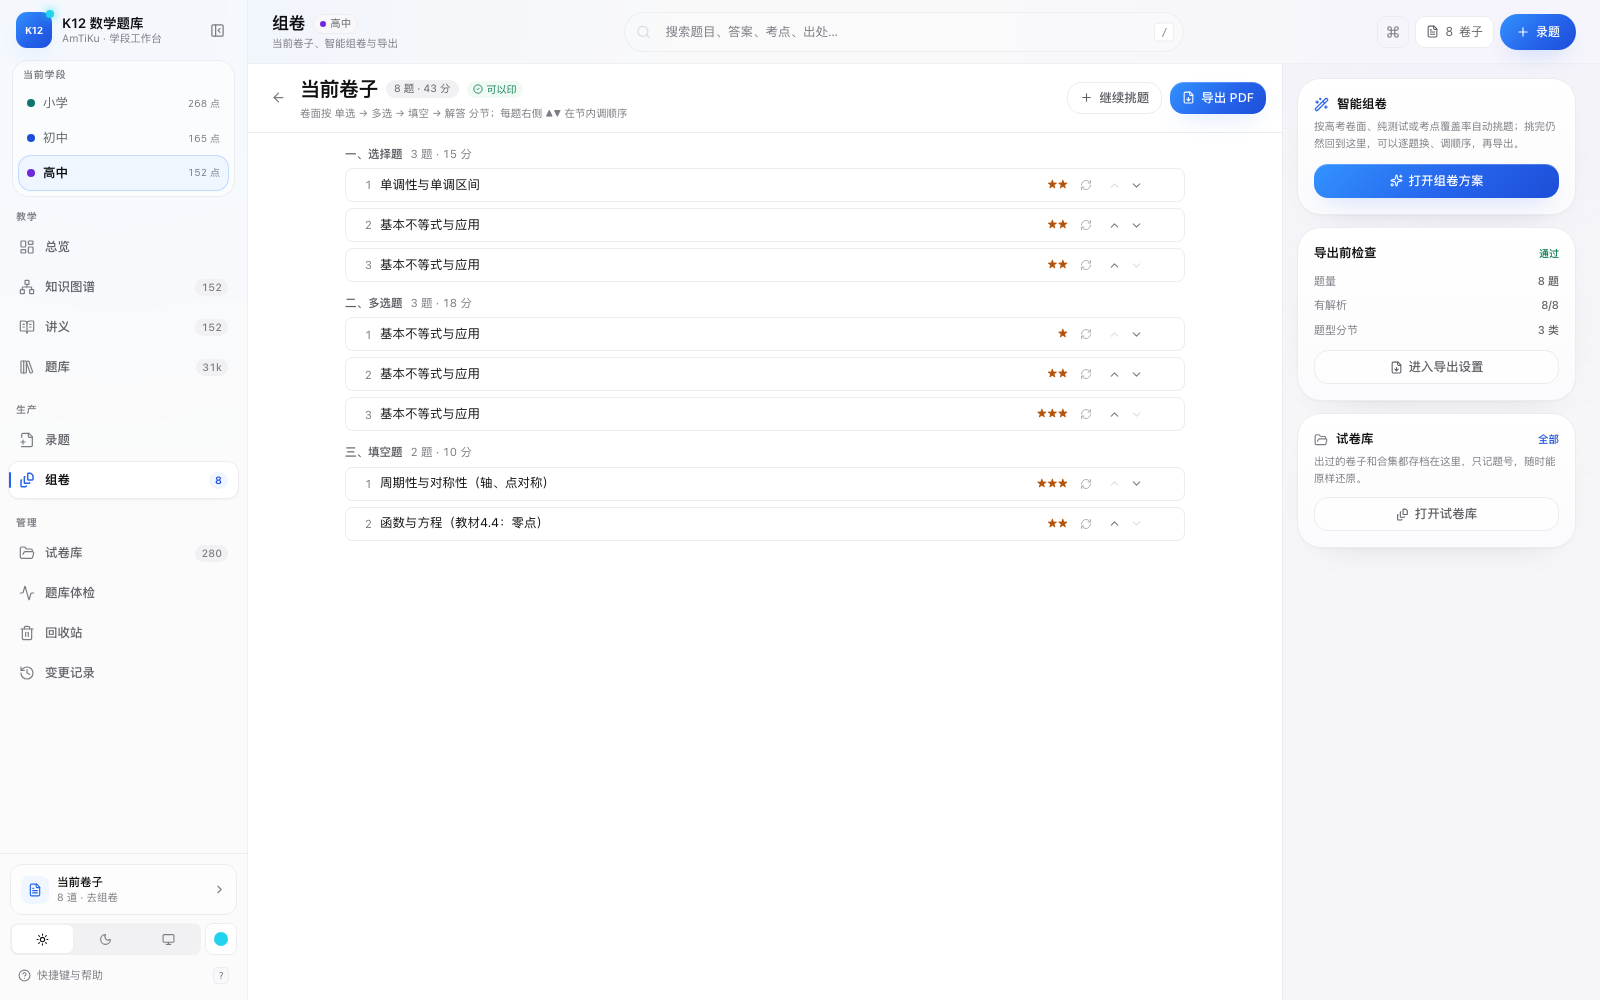 K12
K12 数学题库
AmTiKu · 学段工作台
当前学段
小学 268 点
初中 165 点
高中 152 点
教学
总览
知识图谱 152
讲义 152
题库 31k
生产
录题
组卷 8
管理
试卷库 280
题库体检
回收站
变更记录
当前卷子
8 道 · 去组卷
快捷键与帮助 ?
组卷 高中
当前卷子、智能组卷与导出
搜索题目、答案、考点、出处... /
⌘ 8 卷子 + 录题
当前卷子 8 题 · 43 分 可以印
卷面按 单选 → 多选 → 填空 → 解答 分节；每题右侧 ▲▼ 在节内调顺序
+ 继续挑题 导出 PDF
一、选择题 3 题 · 15 分
1 单调性与单调区间 ★★
2 基本不等式与应用 ★★
3 基本不等式与应用 ★★
二、多选题 3 题 · 18 分
1 基本不等式与应用 ★
2 基本不等式与应用 ★★
3 基本不等式与应用 ★★★
三、填空题 2 题 · 10 分
1 周期性与对称性（轴、点对称） ★★★
2 函数与方程（教材4.4：零点） ★★
智能组卷
按高考卷面、纯测试或考点覆盖率自动挑题；挑完仍
然回到这里，可以逐题换、调顺序，再导出。
打开组卷方案
导出前检查 通过
题量 8 题
有解析 8/8
题型分节 3 类
进入导出设置
试卷库 全部
出过的卷子和合集都存档在这里，只记题号，随时能
原样还原。
打开试卷库